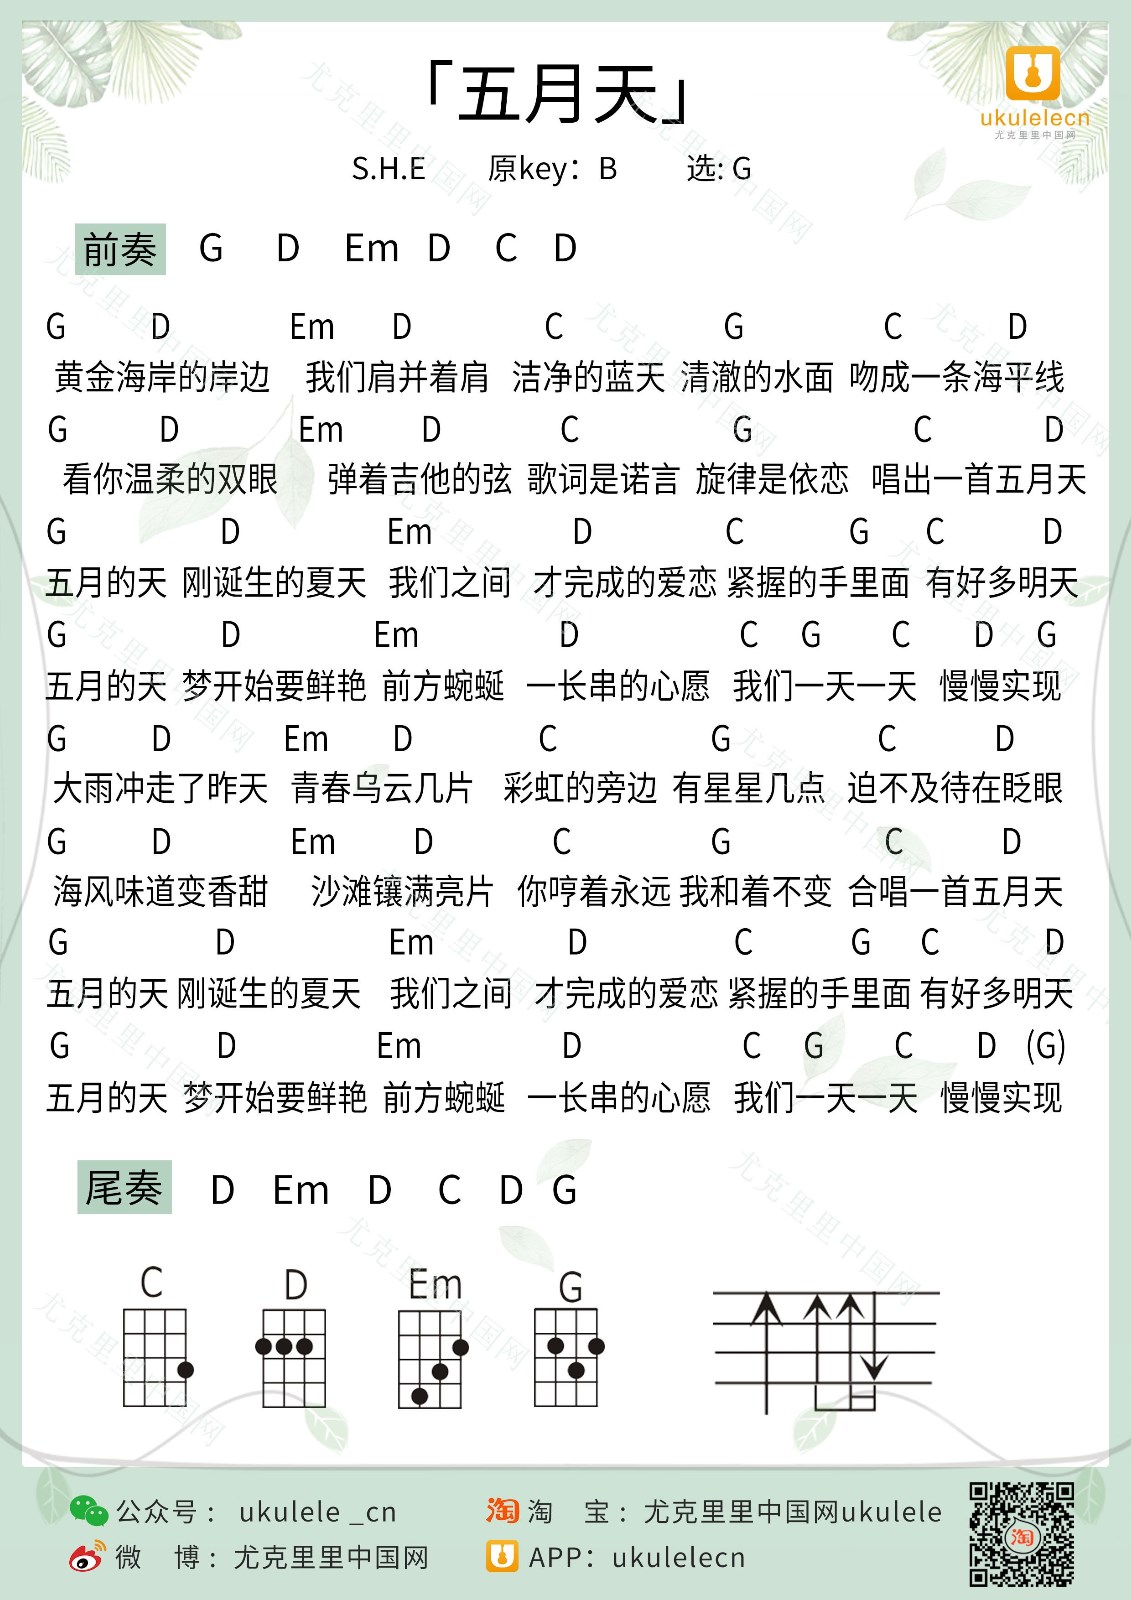 「五月天」
ukulelecn
尤克里里中国网
S.H.E 原key：B 选: G
前奏 G D Em D C D
G D Em D C G C D
黄金海岸的岸边 我们肩并着肩 洁净的蓝天 清澈的水面 吻成一条海平线
G D Em D C G C D
看你温柔的双眼 弹着吉他的弦 歌词是诺言 旋律是依恋 唱出一首五月天
G D Em D C G C D
五月的天 刚诞生的夏天 我们之间 才完成的爱恋 紧握的手里面 有好多明天
G D Em D C G C D G
五月的天 梦开始要鲜艳 前方蜿蜒 一长串的心愿 我们一天一天 慢慢实现
G D Em D C G C D
大雨冲走了昨天 青春乌云几片 彩虹的旁边 有星星几点 迫不及待在眨眼
G D Em D C G C D
海风味道变香甜 沙滩镶满亮片 你哼着永远 我和着不变 合唱一首五月天
G D Em D C G C D
五月的天 刚诞生的夏天 我们之间 才完成的爱恋 紧握的手里面 有好多明天
G D Em D C G C D (G)
五月的天 梦开始要鲜艳 前方蜿蜒 一长串的心愿 我们一天一天 慢慢实现
尾奏 D Em D C D G
C D Em G
公众号： ukulele _cn 淘 淘 宝：尤克里里中国网ukulele
微 博：尤克里里中国网 APP：ukulelecn
淘